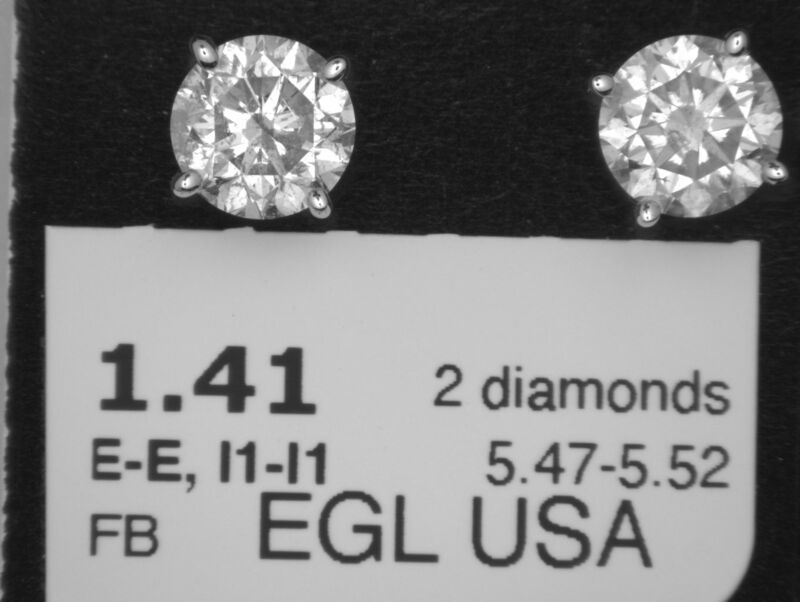 1.41 2 diamonds
E-E, I1-I1 5.47-5.52
FB EGL USA